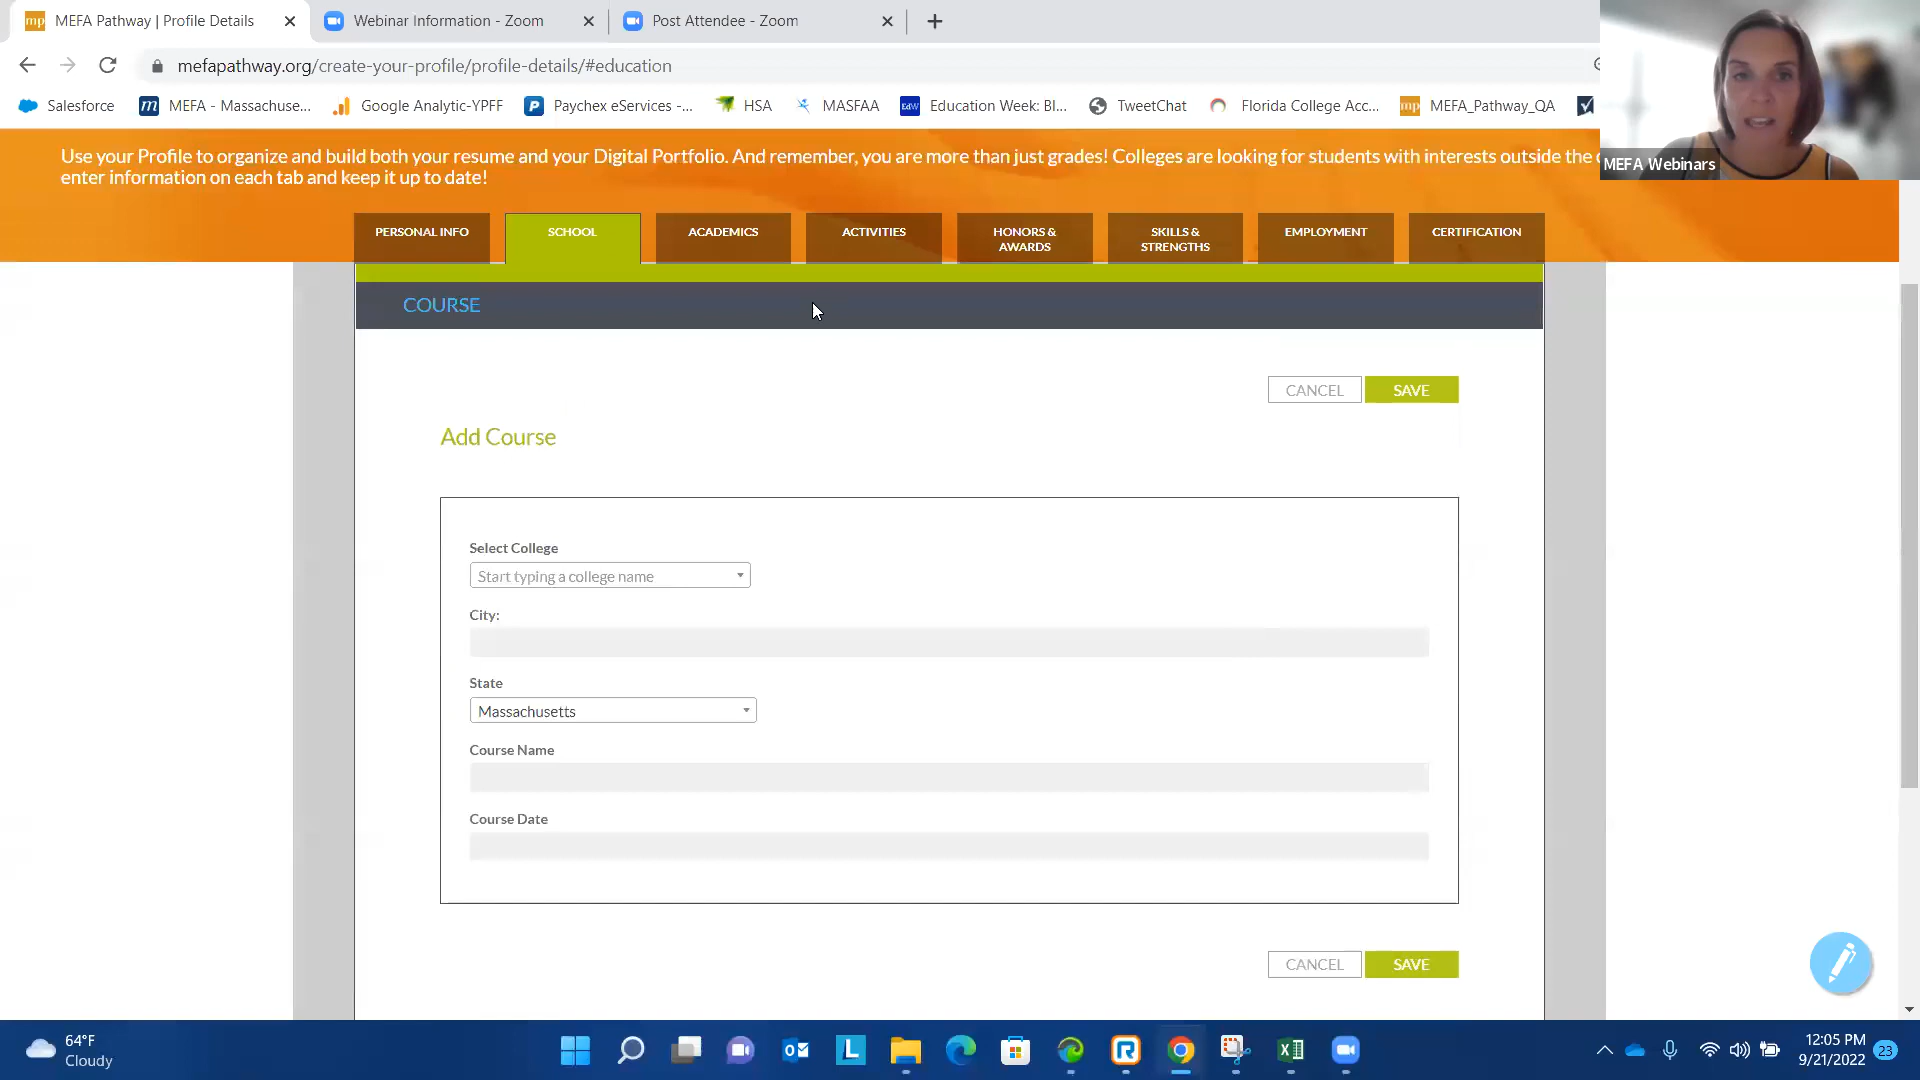 MEFA Pathway | Profile Details
Webinar Information - Zoom
Post Attendee - Zoom
mefapathway.org/create-your-profile/profile-details/#education
Salesforce
MEFA - Massachuse...
Google Analytic-YPFF
Paychex eServices -...
HSA
MASFAA
Education Week: Bl...
TweetChat
Florida College Acc...
MEFA_Pathway_QA
MEFA Webinars
Use your Profile to organize and build both your resume and your Digital Portfolio. And remember, you are more than just grades! Colleges are looking for students with interests outside the
enter information on each tab and keep it up to date!
PERSONAL INFO
SCHOOL
ACADEMICS
ACTIVITIES
HONORS &
AWARDS
SKILLS &
STRENGTHS
EMPLOYMENT
CERTIFICATION
COURSE
CANCEL
SAVE
Add Course
Select College
Start typing a college name
City:
State
Massachusetts
Course Name
Course Date
CANCEL
SAVE
64°F
Cloudy
12:05 PM
9/21/2022
23